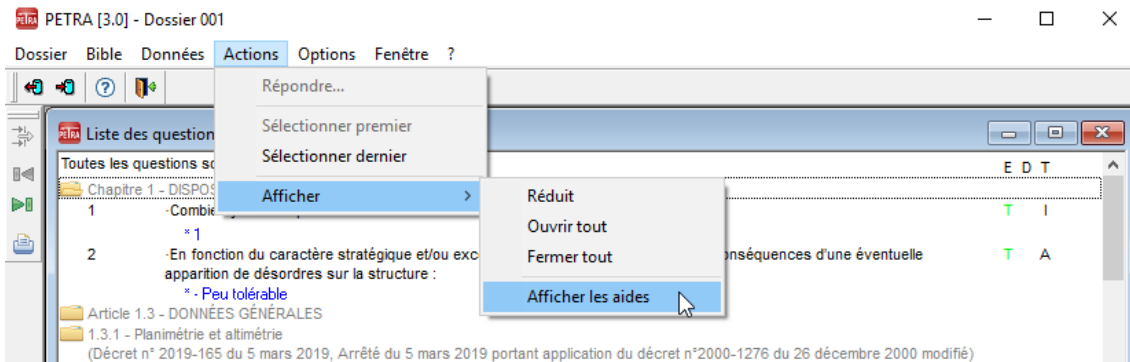 PETRA [3.0] - Dossier 001
Dossier Bible Données Actions Options Fenêtre ?
Répondre...
Sélectionner premier
Sélectionner dernier
Afficher
Réduit
Ouvrir tout
Fermer tout
Afficher les aides
Liste des question
Toutes les questions
E D T
Chapitre 1 - DISPOS
1 -Combie T I
* 1
2 -En fonction du caractère stratégique et/ou exc onséquences d'une éventuelle T A
apparition de désordres sur la structure :
* - Peu tolérable
Article 1.3 - DONNÉES GÉNÉRALES
1.3.1 - Planimétrie et altimétrie
(Décret n° 2019-165 du 5 mars 2019, Arrêté du 5 mars 2019 portant application du décret n°2000-1276 du 26 décembre 2000 modifié)